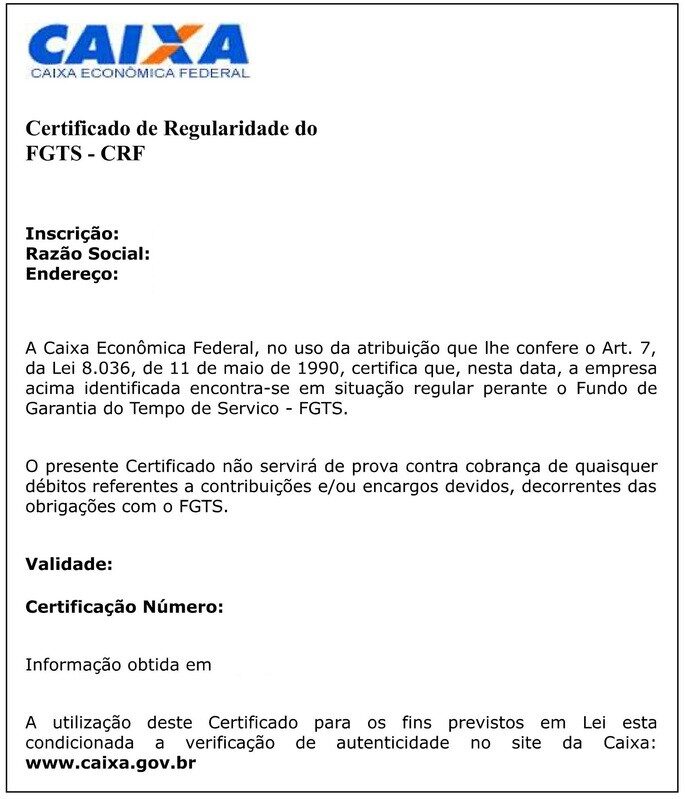 CAIXA
CAIXA ECONÔMICA FEDERAL
Certificado de Regularidade do
FGTS - CRF
Inscrição:
Razão Social:
Endereço:
A Caixa Econômica Federal, no uso da atribuição que lhe confere o Art. 7,
da Lei 8.036, de 11 de maio de 1990, certifica que, nesta data, a empresa
acima identificada encontra-se em situação regular perante o Fundo de
Garantia do Tempo de Servico - FGTS.
O presente Certificado não servirá de prova contra cobrança de quaisquer
débitos referentes a contribuições e/ou encargos devidos, decorrentes das
obrigações com o FGTS.
Validade:
Certificação Número:
Informação obtida em
A utilização deste Certificado para os fins previstos em Lei esta
condicionada a verificação de autenticidade no site da Caixa:
www.caixa.gov.br